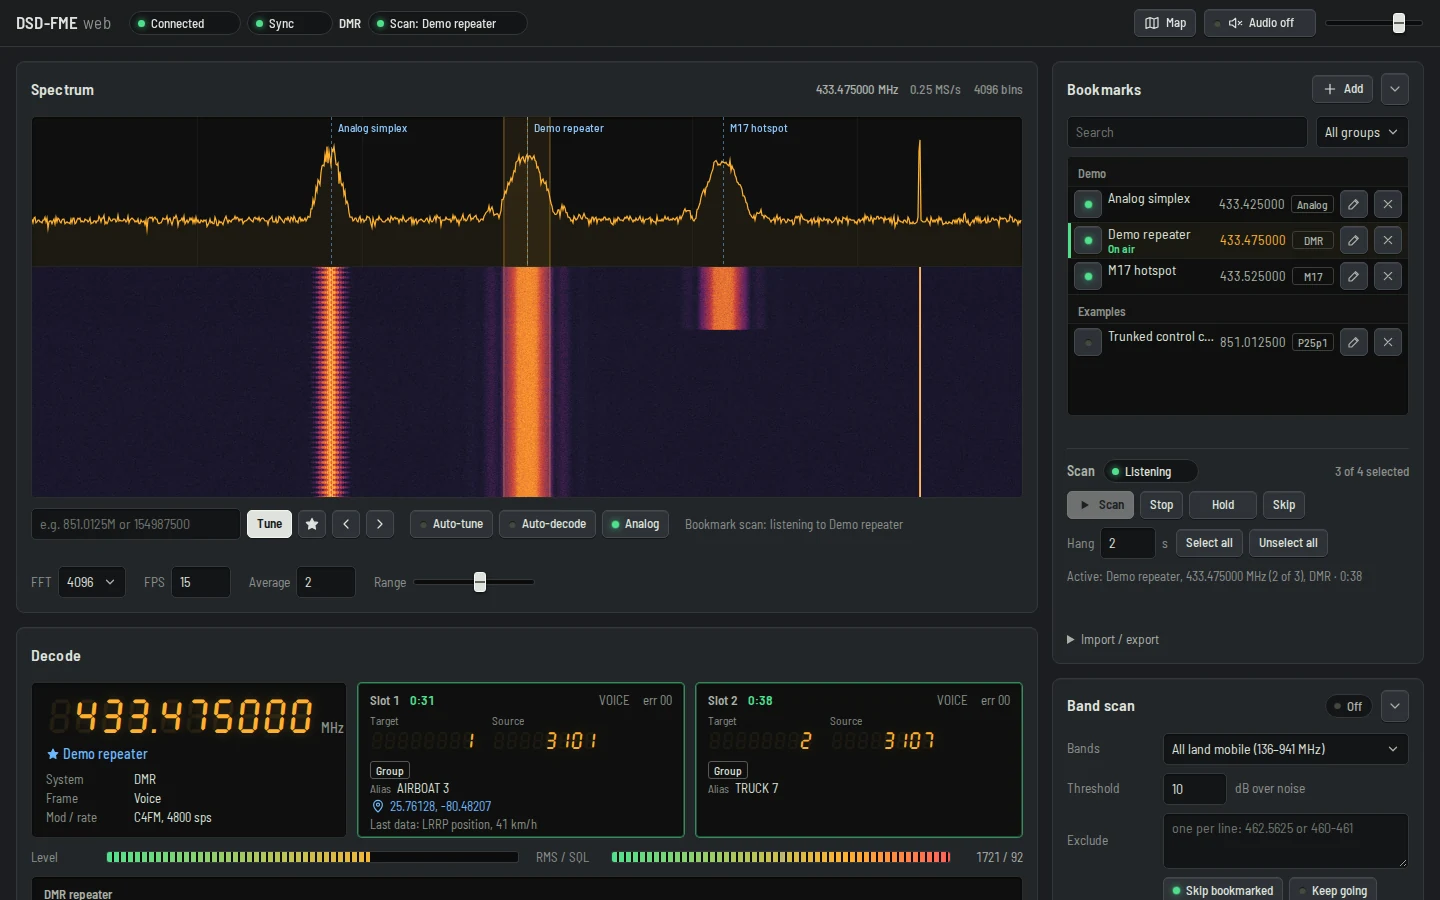 DSD-FME web
Connected
Sync
DMR
Scan: Demo repeater
Map
Audio off
Spectrum
433.475000 MHz 0.25 MS/s 4096 bins
Analog simplex
Demo repeater
M17 hotspot
e.g. 851.0125M or 154987500
Tune
Auto-tune
Auto-decode
Analog
Bookmark scan: listening to Demo repeater
FFT 4096
FPS 15
Average 2
Range
Decode
433.475000 MHz
Demo repeater
System DMR
Frame Voice
Mod / rate C4FM, 4800 sps
Slot 1 0:31 VOICE err 00
Target Source
1 3101
Group
Alias AIRBOAT 3
25.76128, -80.48207
Last data: LRRP position, 41 km/h
Slot 2 0:38 VOICE err 00
Target Source
2 3107
Group
Alias TRUCK 7
Level
RMS / SQL
1721 / 92
DMR repeater
Bookmarks
Add
Search
All groups
Demo
Analog simplex 433.425000 Analog
Demo repeater 433.475000 DMR
On air
M17 hotspot 433.525000 M17
Examples
Trunked control c... 851.012500 P25p1
Scan Listening 3 of 4 selected
Scan Stop Hold Skip
Hang 2 s Select all Unselect all
Active: Demo repeater, 433.475000 MHz (2 of 3), DMR · 0:38
Import / export
Band scan
Off
Bands All land mobile (136–941 MHz)
Threshold 10 dB over noise
Exclude one per line: 462.5625 or 460-461
Skip bookmarked
Keep going